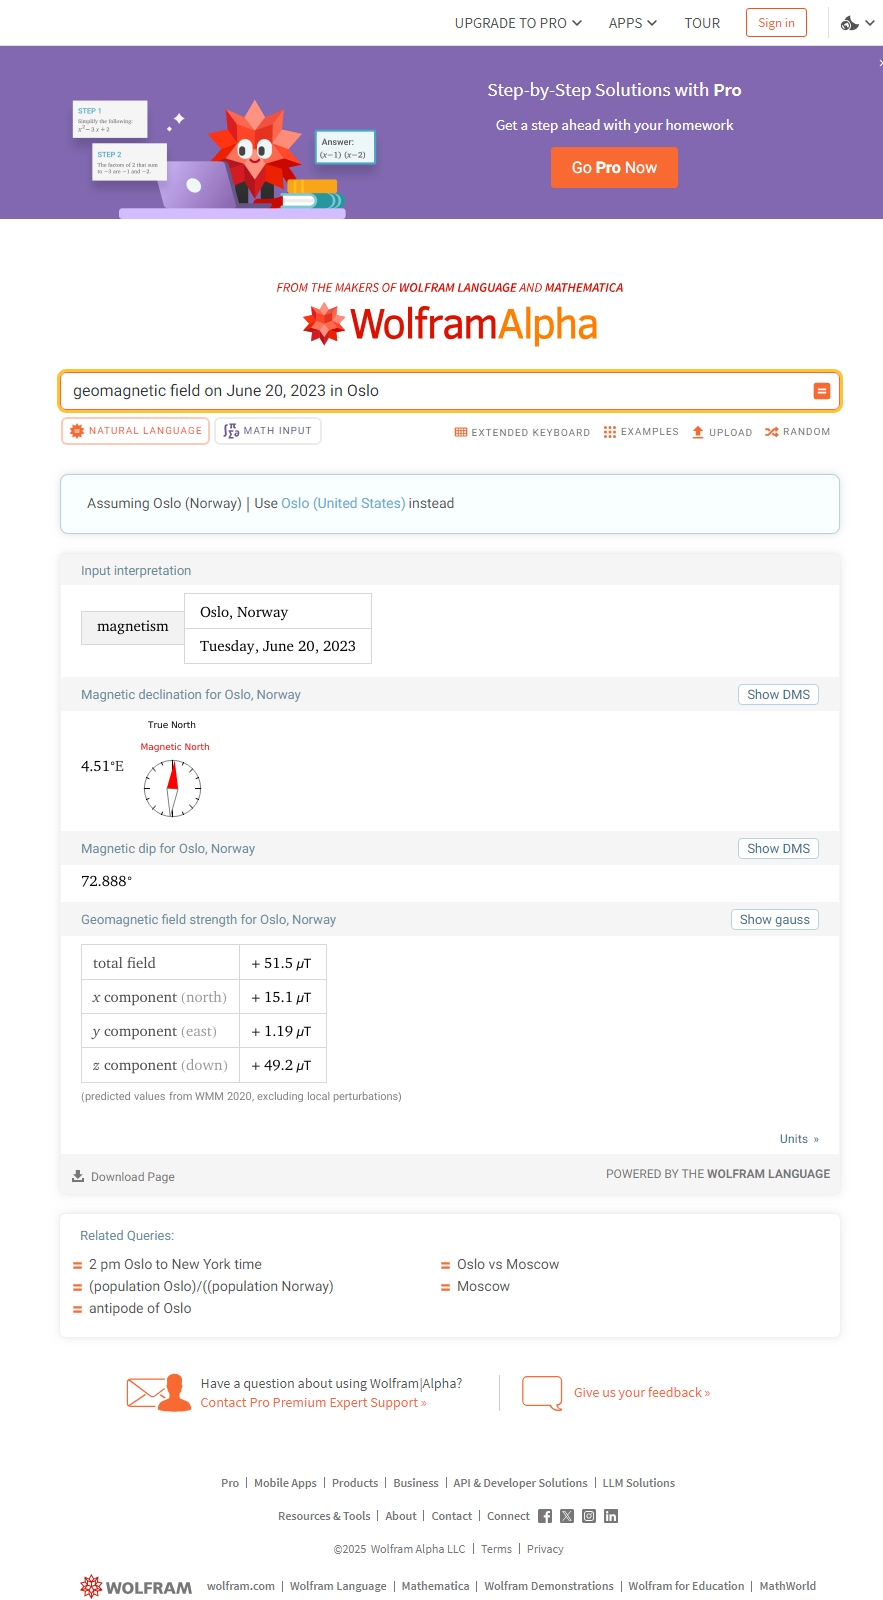 UPGRADE TO PRO APPS TOUR Sign in
Step-by-Step Solutions with Pro
Get a step ahead with your homework
Go Pro Now
STEP 1
Simplify the following:
x² − 3 x + 2
STEP 2
The factors of 2 that sum
to −3 are −1 and −2.
Answer:
(x−1) (x−2)
FROM THE MAKERS OF WOLFRAM LANGUAGE AND MATHEMATICA
WolframAlpha
geomagnetic field on June 20, 2023 in Oslo
NATURAL LANGUAGE MATH INPUT EXTENDED KEYBOARD EXAMPLES UPLOAD RANDOM
Assuming Oslo (Norway) | Use Oslo (United States) instead
Input interpretation
magnetism
Oslo, Norway
Tuesday, June 20, 2023
Magnetic declination for Oslo, Norway Show DMS
True North
Magnetic North
4.51°E
Magnetic dip for Oslo, Norway Show DMS
72.888°
Geomagnetic field strength for Oslo, Norway Show gauss
total field + 51.5 μT
x component (north) + 15.1 μT
y component (east) + 1.19 μT
z component (down) + 49.2 μT
(predicted values from WMM 2020, excluding local perturbations)
Units »
Download Page POWERED BY THE WOLFRAM LANGUAGE
Related Queries:
= 2 pm Oslo to New York time
= (population Oslo)/((population Norway)
= antipode of Oslo
= Oslo vs Moscow
= Moscow
Have a question about using Wolfram|Alpha?
Contact Pro Premium Expert Support »
Give us your feedback »
Pro | Mobile Apps | Products | Business | API & Developer Solutions | LLM Solutions
Resources & Tools | About | Contact | Connect
©2025 Wolfram Alpha LLC | Terms | Privacy
WOLFRAM wolfram.com | Wolfram Language | Mathematica | Wolfram Demonstrations | Wolfram for Education | MathWorld